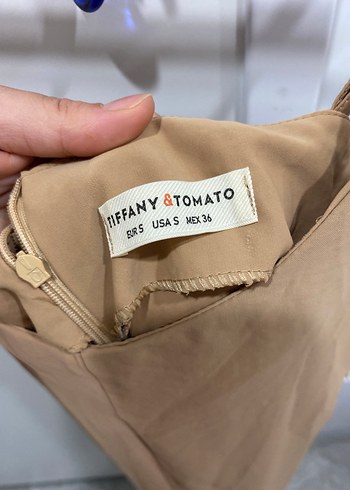 TIFFANY &TOMATO
EUR S USA S MEX 36